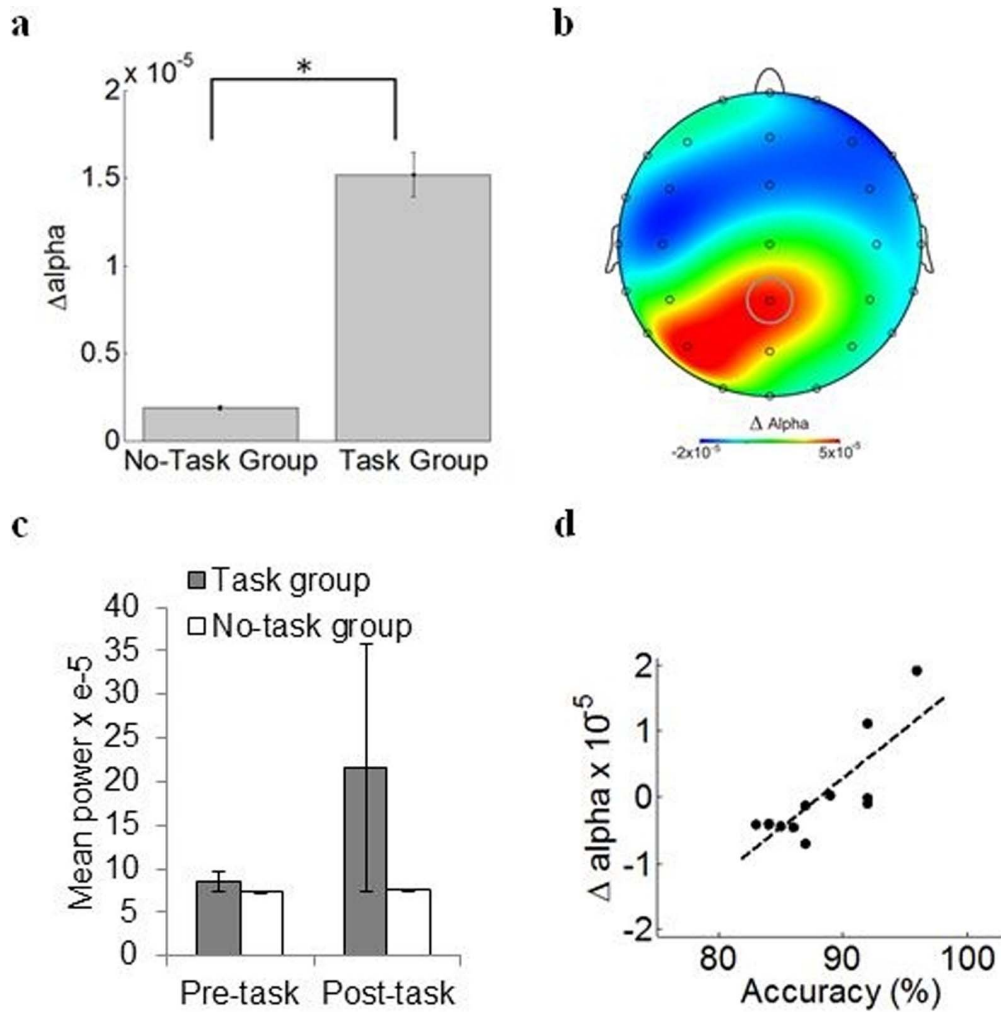 a
x 10⁻⁵
*
2
1.5
1
0.5
0
Δalpha
No-Task Group Task Group
b
Δ Alpha
-2x10⁻⁵ 5x10⁻⁵
c
Task group
No-task group
40
35
30
25
20
15
10
5
0
Mean power x e-5
Pre-task Post-task
d
2
1
0
-1
-2
Δ alpha x 10⁻⁵
80 90 100
Accuracy (%)